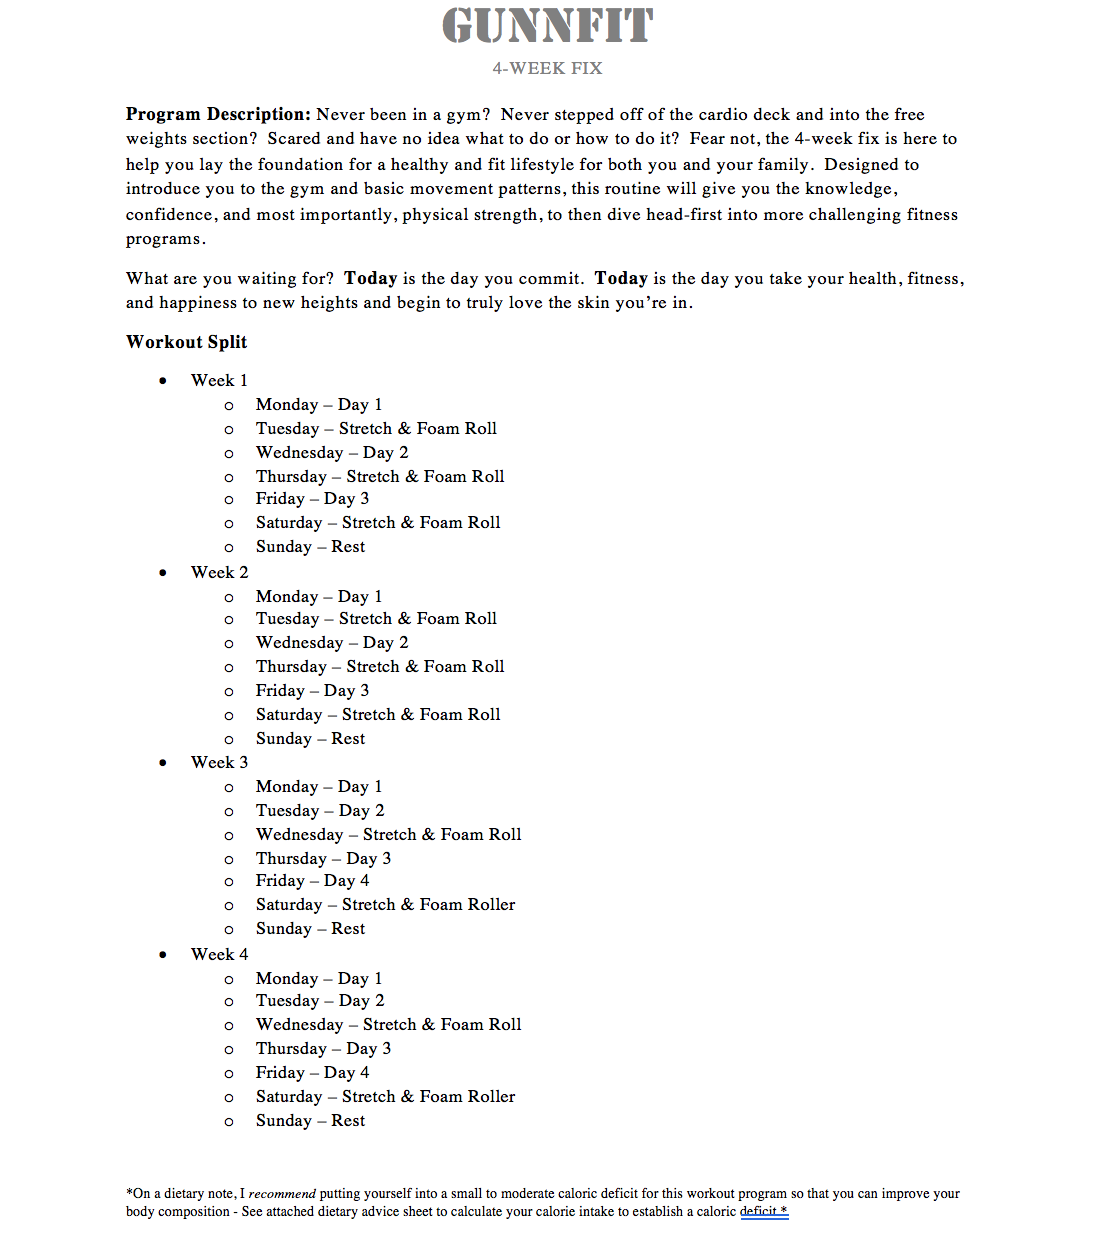 GUNNFIT
4-WEEK FIX
Program Description: Never been in a gym? Never stepped off of the cardio deck and into the free
weights section? Scared and have no idea what to do or how to do it? Fear not, the 4-week fix is here to
help you lay the foundation for a healthy and fit lifestyle for both you and your family. Designed to
introduce you to the gym and basic movement patterns, this routine will give you the knowledge,
confidence, and most importantly, physical strength, to then dive head-first into more challenging fitness
programs.
What are you waiting for? Today is the day you commit. Today is the day you take your health, fitness,
and happiness to new heights and begin to truly love the skin you're in.
Workout Split
• Week 1
o Monday – Day 1
o Tuesday – Stretch & Foam Roll
o Wednesday – Day 2
o Thursday – Stretch & Foam Roll
o Friday – Day 3
o Saturday – Stretch & Foam Roll
o Sunday – Rest
• Week 2
o Monday – Day 1
o Tuesday – Stretch & Foam Roll
o Wednesday – Day 2
o Thursday – Stretch & Foam Roll
o Friday – Day 3
o Saturday – Stretch & Foam Roll
o Sunday – Rest
• Week 3
o Monday – Day 1
o Tuesday – Day 2
o Wednesday – Stretch & Foam Roll
o Thursday – Day 3
o Friday – Day 4
o Saturday – Stretch & Foam Roller
o Sunday – Rest
• Week 4
o Monday – Day 1
o Tuesday – Day 2
o Wednesday – Stretch & Foam Roll
o Thursday – Day 3
o Friday – Day 4
o Saturday – Stretch & Foam Roller
o Sunday – Rest
*On a dietary note, I recommend putting yourself into a small to moderate caloric deficit for this workout program so that you can improve your
body composition - See attached dietary advice sheet to calculate your calorie intake to establish a caloric deficit.*